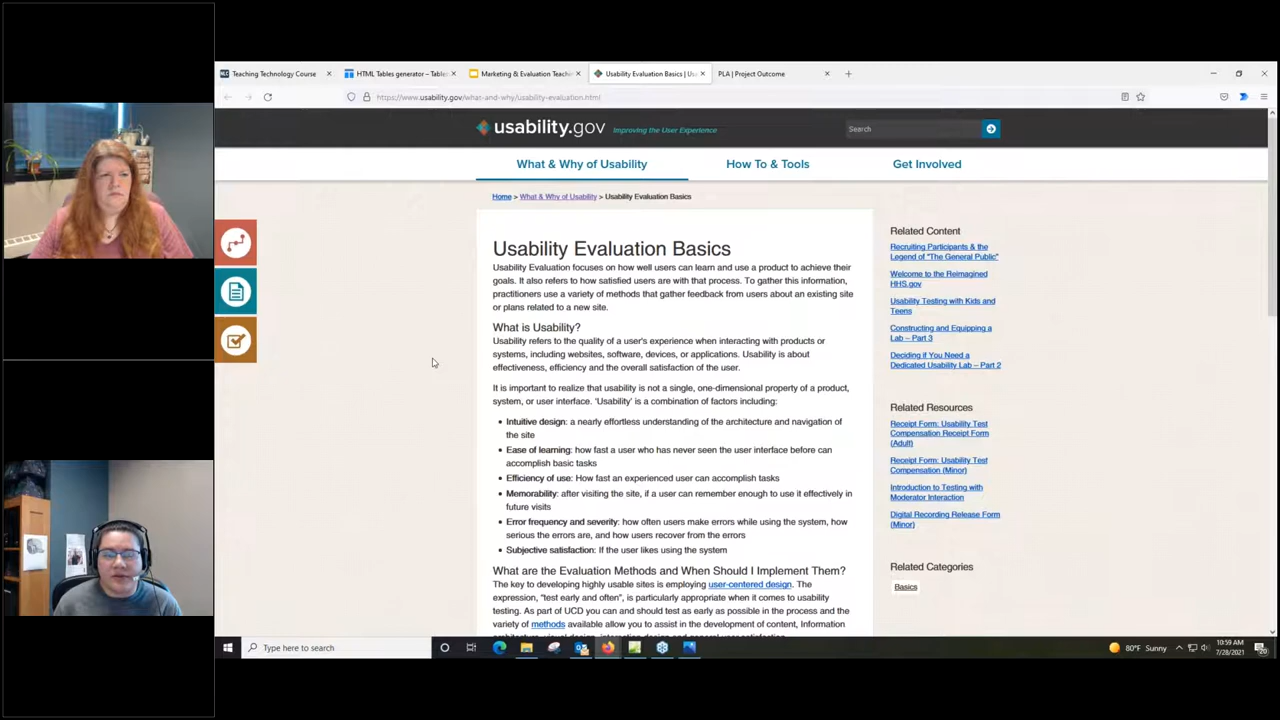 Teaching Technology Course
HTML Tables generator – Tables
Marketing & Evaluation Teachin
Usability Evaluation Basics | Us
PLA | Project Outcome
https://www.usability.gov/what-and-why/usability-evaluation.html
usability.gov
Improving the User Experience
Search
What & Why of Usability
How To & Tools
Get Involved
Home > What & Why of Usability > Usability Evaluation Basics
Usability Evaluation Basics
Usability Evaluation focuses on how well users can learn and use a product to achieve their
goals. It also refers to how satisfied users are with that process. To gather this information,
practitioners use a variety of methods that gather feedback from users about an existing site
or plans related to a new site.
What is Usability?
Usability refers to the quality of a user's experience when interacting with products or
systems, including websites, software, devices, or applications. Usability is about
effectiveness, efficiency and the overall satisfaction of the user.
It is important to realize that usability is not a single, one-dimensional property of a product,
system, or user interface. 'Usability' is a combination of factors including:
• Intuitive design: a nearly effortless understanding of the architecture and navigation of
the site
• Ease of learning: how fast a user who has never seen the user interface before can
accomplish basic tasks
• Efficiency of use: How fast an experienced user can accomplish tasks
• Memorability: after visiting the site, if a user can remember enough to use it effectively in
future visits
• Error frequency and severity: how often users make errors while using the system, how
serious the errors are, and how users recover from the errors
• Subjective satisfaction: If the user likes using the system
What are the Evaluation Methods and When Should I Implement Them?
The key to developing highly usable sites is employing user-centered design. The
expression, “test early and often”, is particularly appropriate when it comes to usability
testing. As part of UCD you can and should test as early as possible in the process and the
variety of methods available allow you to assist in the development of content, Information
Related Content
Recruiting Participants & the
Legend of "The General Public"
Welcome to the Reimagined
HHS.gov
Usability Testing with Kids and
Teens
Constructing and Equipping a
Lab – Part 3
Deciding if You Need a
Dedicated Usability Lab – Part 2
Related Resources
Receipt Form: Usability Test
Compensation Receipt Form
(Adult)
Receipt Form: Usability Test
Compensation (Minor)
Introduction to Testing with
Moderator Interaction
Digital Recording Release Form
(Minor)
Related Categories
Basics
Type here to search
80°F Sunny
10:59 AM
7/28/2021